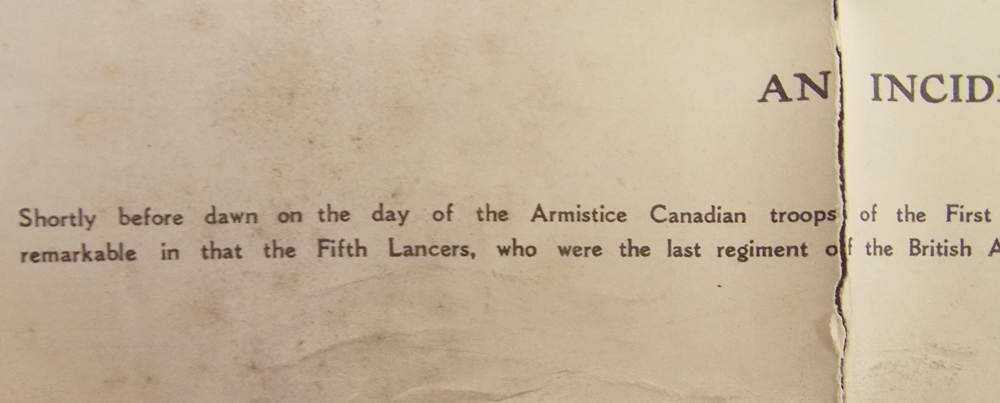 AN INCID
Shortly before dawn on the day of the Armistice Canadian troops of the First
remarkable in that the Fifth Lancers, who were the last regiment of the British A